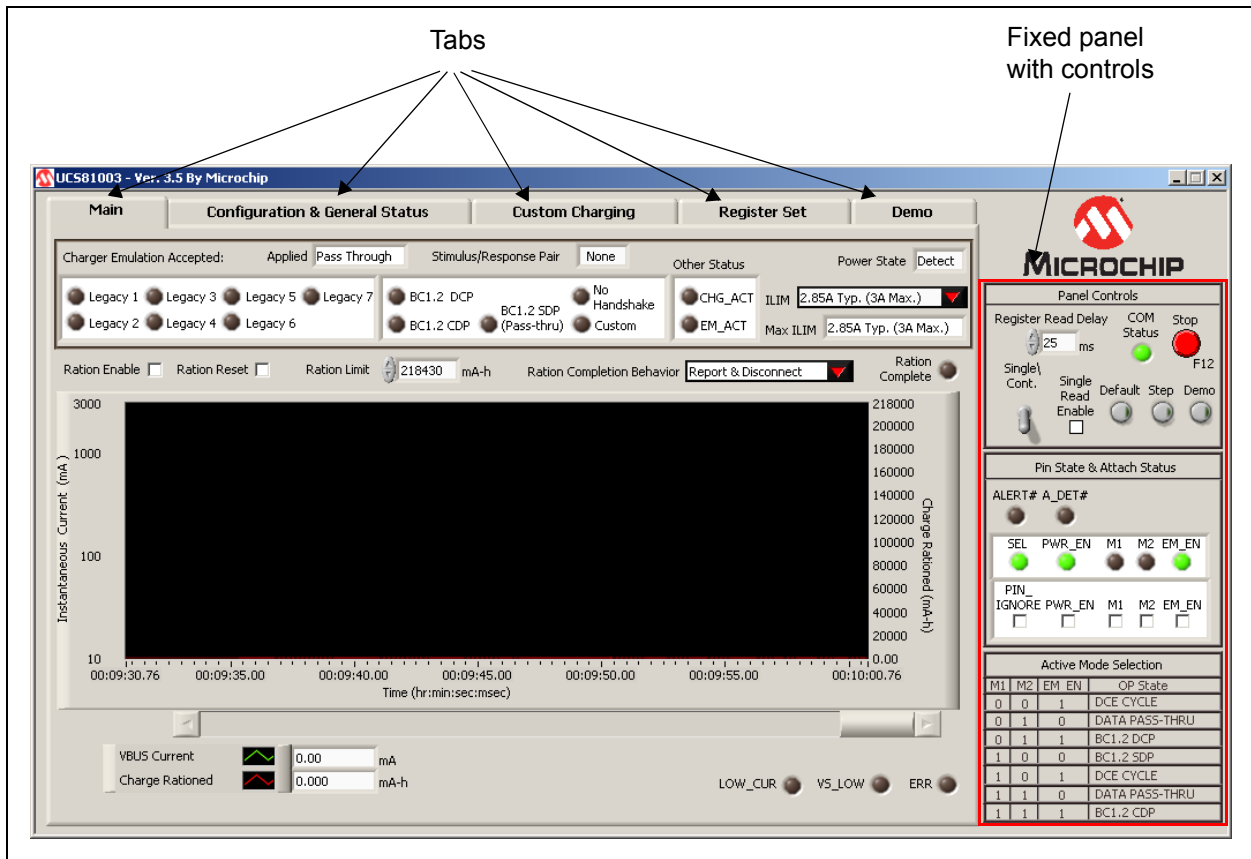 Tabs
Fixed panel
with controls
UCS81003 - Ver. 3.5 By Microchip
Main
Configuration & General Status
Custom Charging
Register Set
Demo
MICROCHIP
Charger Emulation Accepted:
Applied Pass Through
Stimulus/Response Pair None
Other Status
Power State Detect
Legacy 1 Legacy 3 Legacy 5 Legacy 7
Legacy 2 Legacy 4 Legacy 6
BC1.2 DCP
BC1.2 CDP
BC1.2 SDP
(Pass-thru)
No
Handshake
Custom
CHG_ACT
EM_ACT
ILIM 2.85A Typ. (3A Max.)
Max ILIM 2.85A Typ. (3A Max.)
Ration Enable
Ration Reset
Ration Limit 218430 mA-h
Ration Completion Behavior Report & Disconnect
Ration
Complete
Instantaneous Current (mA)
3000
1000
100
10
218000
200000
180000
160000
140000
120000
100000
80000
60000
40000
20000
0.00
Charge Rationed (mA-h)
00:09:30.76 00:09:35.00 00:09:40.00 00:09:45.00 00:09:50.00 00:09:55.00 00:10:00.76
Time (hr:min:sec:msec)
VBUS Current 0.00 mA
Charge Rationed 0.000 mA-h
LOW_CUR VS_LOW ERR
Panel Controls
Register Read Delay
25 ms
COM
Status
Stop
F12
Single\
Cont.
Single
Read
Enable
Default Step Demo
Pin State & Attach Status
ALERT# A_DET#
SEL PWR_EN M1 M2 EM_EN
PIN_
IGNORE PWR_EN M1 M2 EM_EN
Active Mode Selection
M1 M2 EM EN OP State
0 0 1 DCE CYCLE
0 1 0 DATA PASS-THRU
0 1 1 BC1.2 DCP
1 0 0 BC1.2 SDP
1 0 1 DCE CYCLE
1 1 0 DATA PASS-THRU
1 1 1 BC1.2 CDP